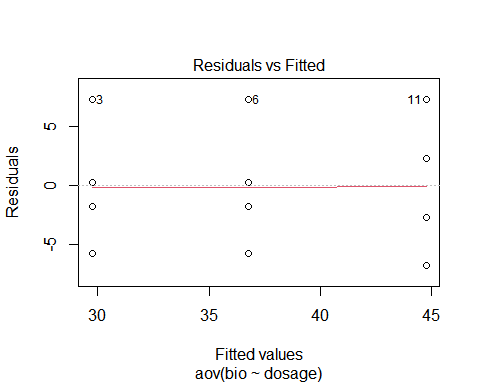 Residuals vs Fitted
3
6
11
5
0
-5
Residuals
30 35 40 45
Fitted values
aov(bio ~ dosage)